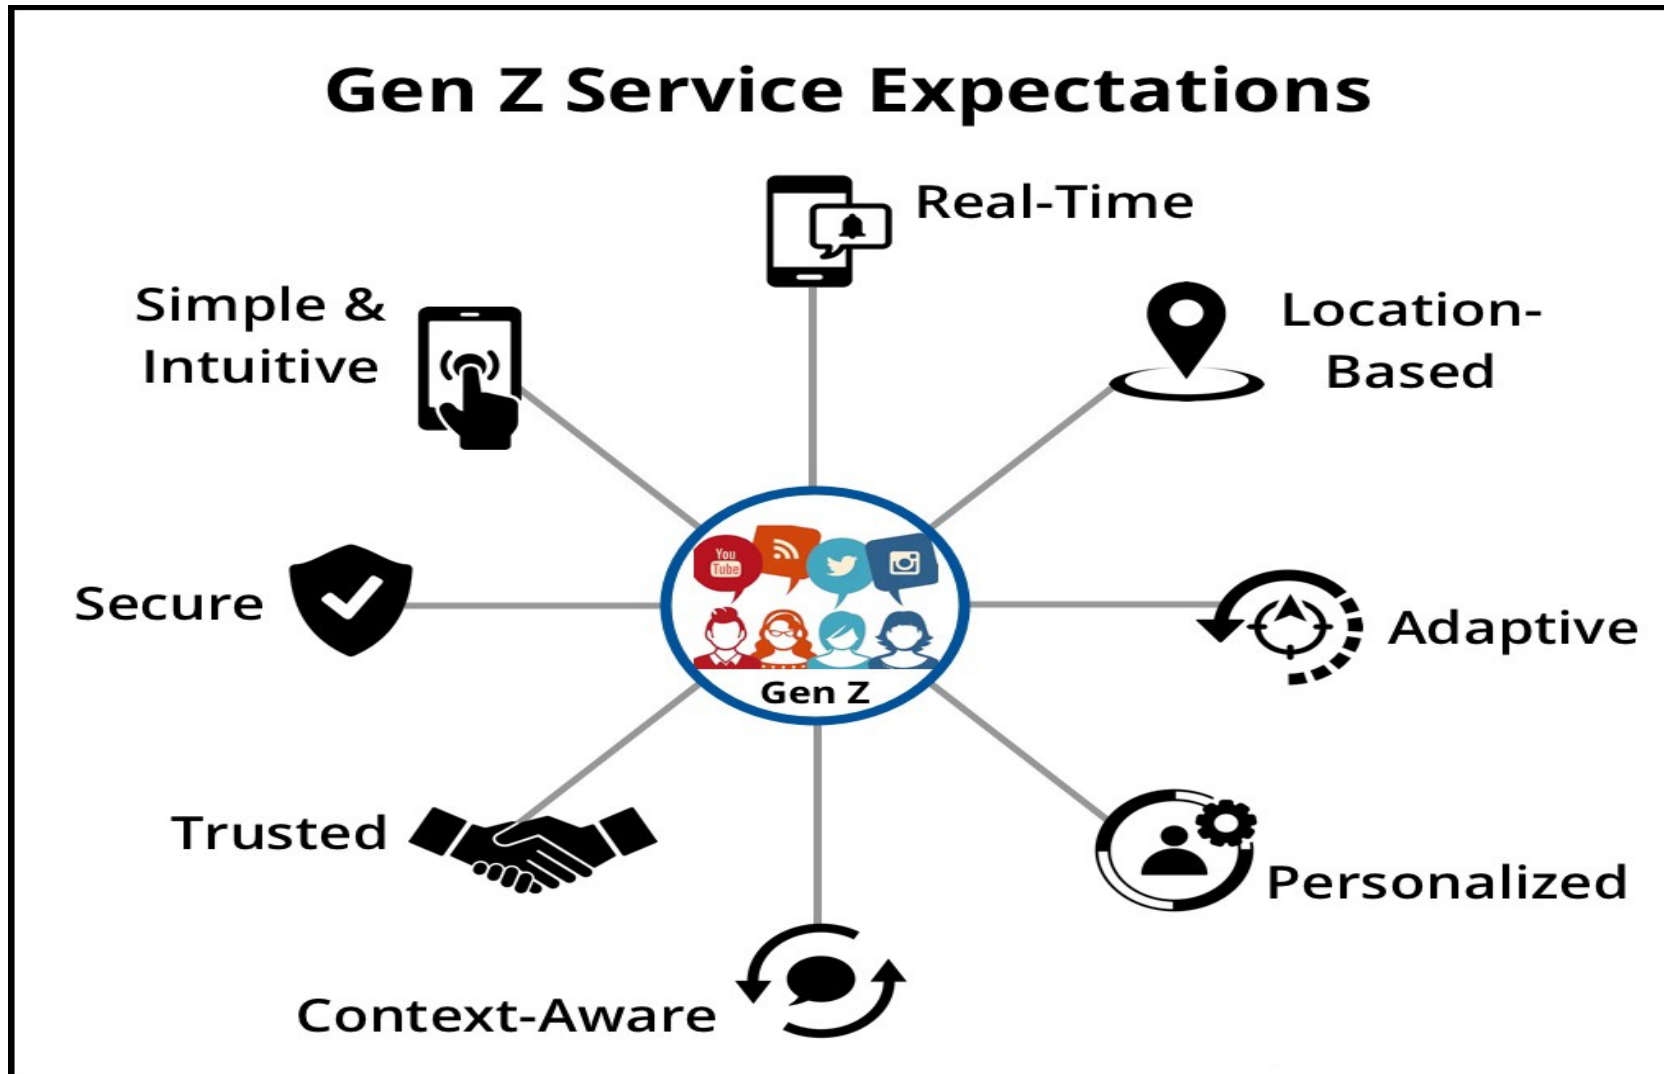 Gen Z Service Expectations
Real-Time
Simple &
Intuitive
Location-
Based
You
Tube
Secure
Adaptive
Gen Z
Trusted
Personalized
Context-Aware